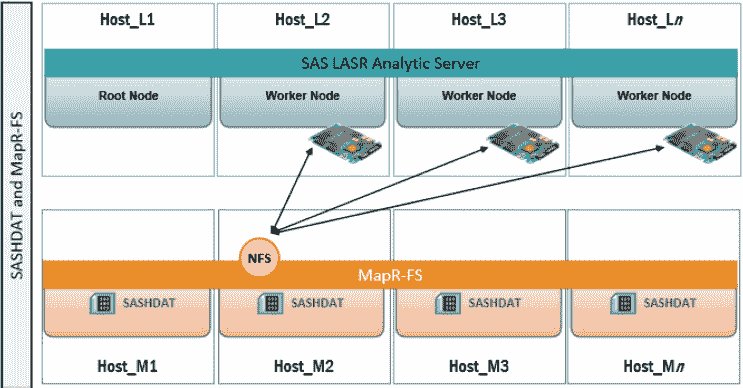 SASHDAT and MapR-FS
Host_L1 Host_L2 Host_L3 Host_Ln
SAS LASR Analytic Server
Root Node Worker Node Worker Node Worker Node
NFS
MapR-FS
SASHDAT SASHDAT SASHDAT SASHDAT
Host_M1 Host_M2 Host_M3 Host_Mn